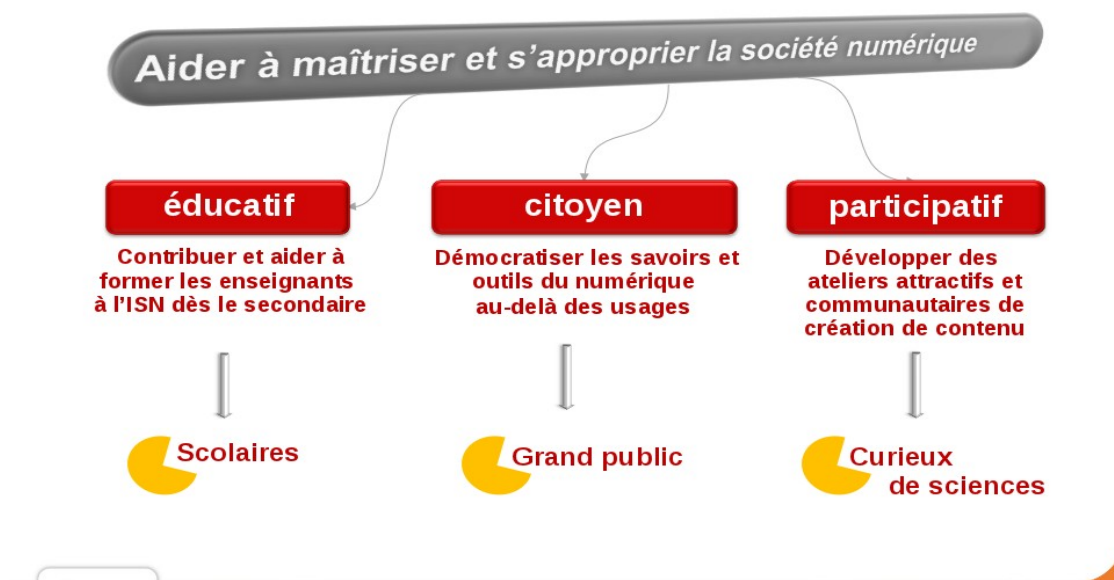 Aider à maîtriser et s’approprier la société numérique
éducatif
Contribuer et aider à
former les enseignants
à l’ISN dès le secondaire
Scolaires
citoyen
Démocratiser les savoirs et
outils du numérique
au-delà des usages
Grand public
participatif
Développer des
ateliers attractifs et
communautaires de
création de contenu
Curieux
de sciences